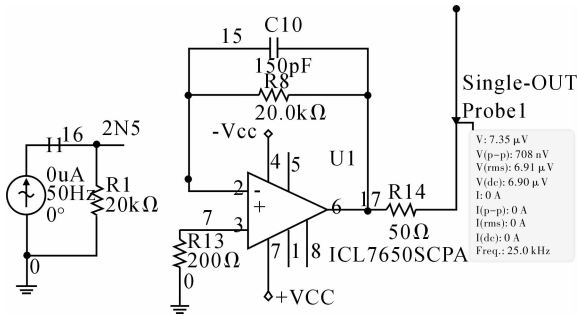 C10
15
150pF
R8
20.0kΩ
Single-OUT
Probe1
-Vcc
4
5
U1
16
2N5
V: 7.35 μV
V(p-p): 708 nV
V(rms): 6.91 μV
V(dc): 6.90 μV
I: 0 A
I(p-p): 0 A
I(rms): 0 A
I(dc): 0 A
Freq.: 25.0 kHz
0uA
50Hz
0°
R1
20kΩ
2
-
+
6
17
R14
50Ω
7
3
R13
200Ω
7
1
8
ICL7650SCPA
0
0
+VCC